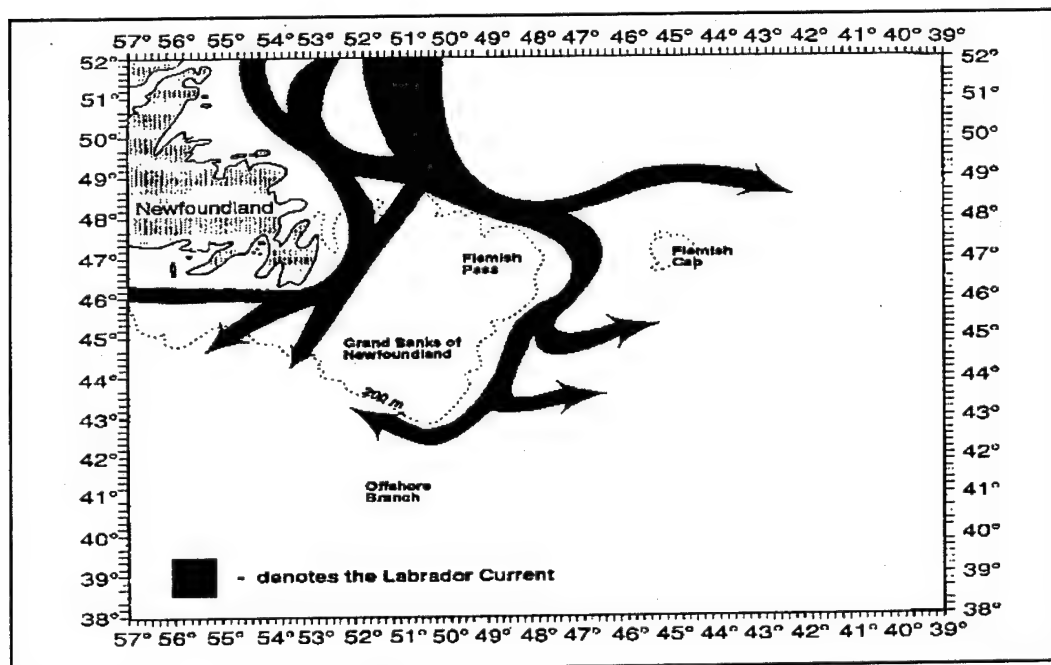 57° 56° 55° 54° 53° 52° 51° 50° 49° 48° 47° 46° 45° 44° 43° 42° 41° 40° 39°
52° 52°
51° 51°
50° 50°
49° 49°
48° 48°
Newfoundland
47° 47°
Flemish
Pass
Flemish
Cap
46° 46°
45° 45°
Grand Banks of
Newfoundland
44° 44°
200 m
43° 43°
42° 42°
Offshore
Branch
41° 41°
40° 40°
- denotes the Labrador Current
39° 39°
38° 38°
57° 56° 55° 54° 53° 52° 51° 50° 49° 48° 47° 46° 45° 44° 43° 42° 41° 40° 39°